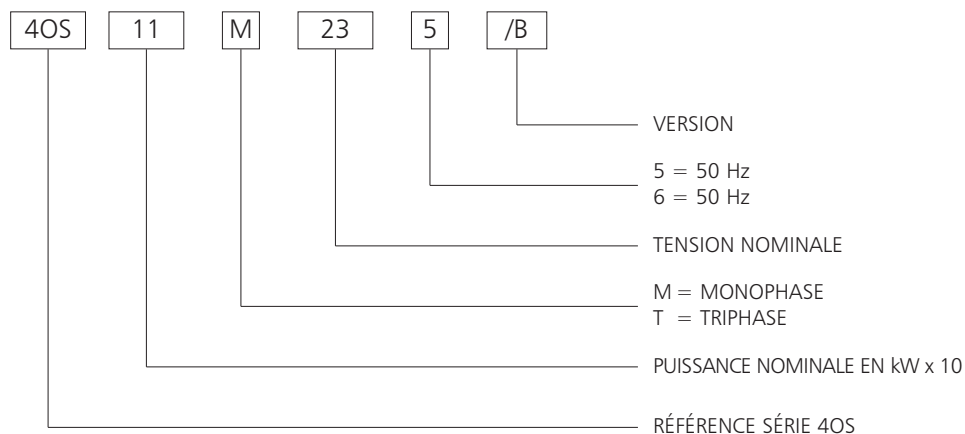 4OS 11 M 23 5 /B
VERSION
5 = 50 Hz
6 = 50 Hz
TENSION NOMINALE
M = MONOPHASE
T = TRIPHASE
PUISSANCE NOMINALE EN kW x 10
RÉFÉRENCE SÉRIE 4OS